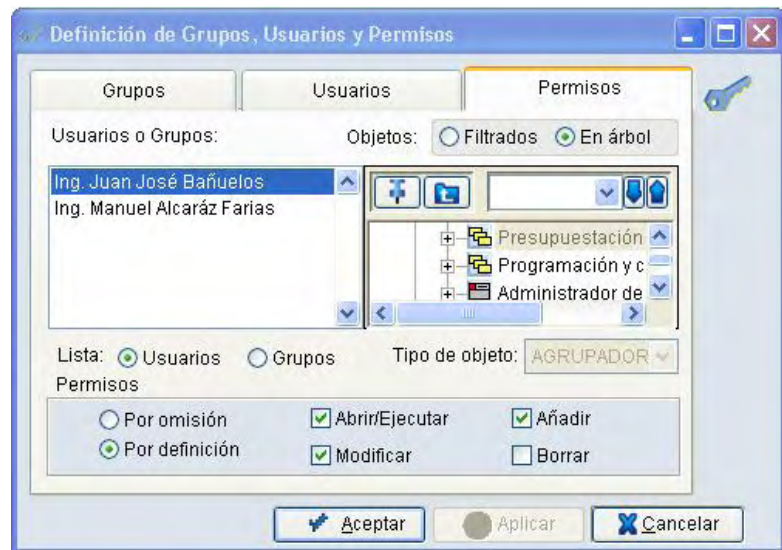 Definición de Grupos, Usuarios y Permisos
Grupos Usuarios Permisos
Usuarios o Grupos: Objetos: Filtrados En árbol
Ing. Juan José Bañuelos
Ing. Manuel Alcaráz Farias
Presupuestación
Programación y c
Administrador de
Lista: Usuarios Grupos Tipo de objeto: AGRUPADOR
Permisos
Por omisión Abrir/Ejecutar Añadir
Por definición Modificar Borrar
Aceptar Aplicar Cancelar